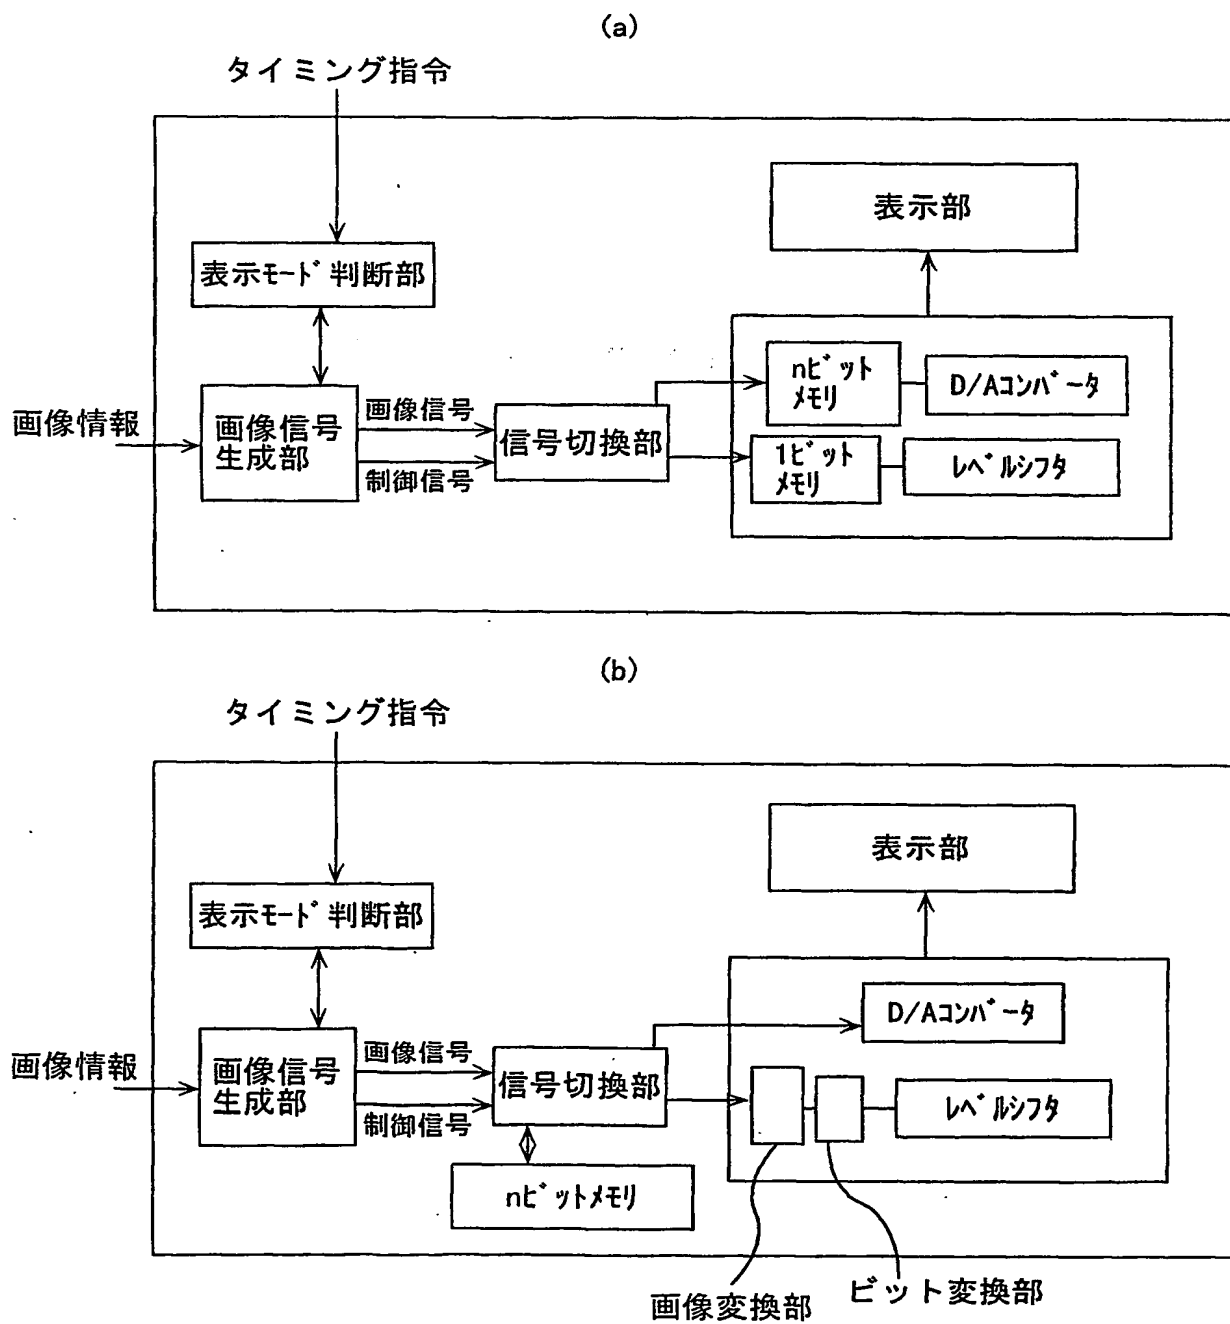 (a)
タイミング指令
表示部
表示モード判断部
nビット
メモリ
D/Aコンバータ
画像情報
画像信号
生成部
画像信号
制御信号
信号切換部
1ビット
メモリ
レベルシフタ
(b)
タイミング指令
表示部
表示モード判断部
D/Aコンバータ
画像情報
画像信号
生成部
画像信号
制御信号
信号切換部
レベルシフタ
nビットメモリ
画像変換部
ビット変換部